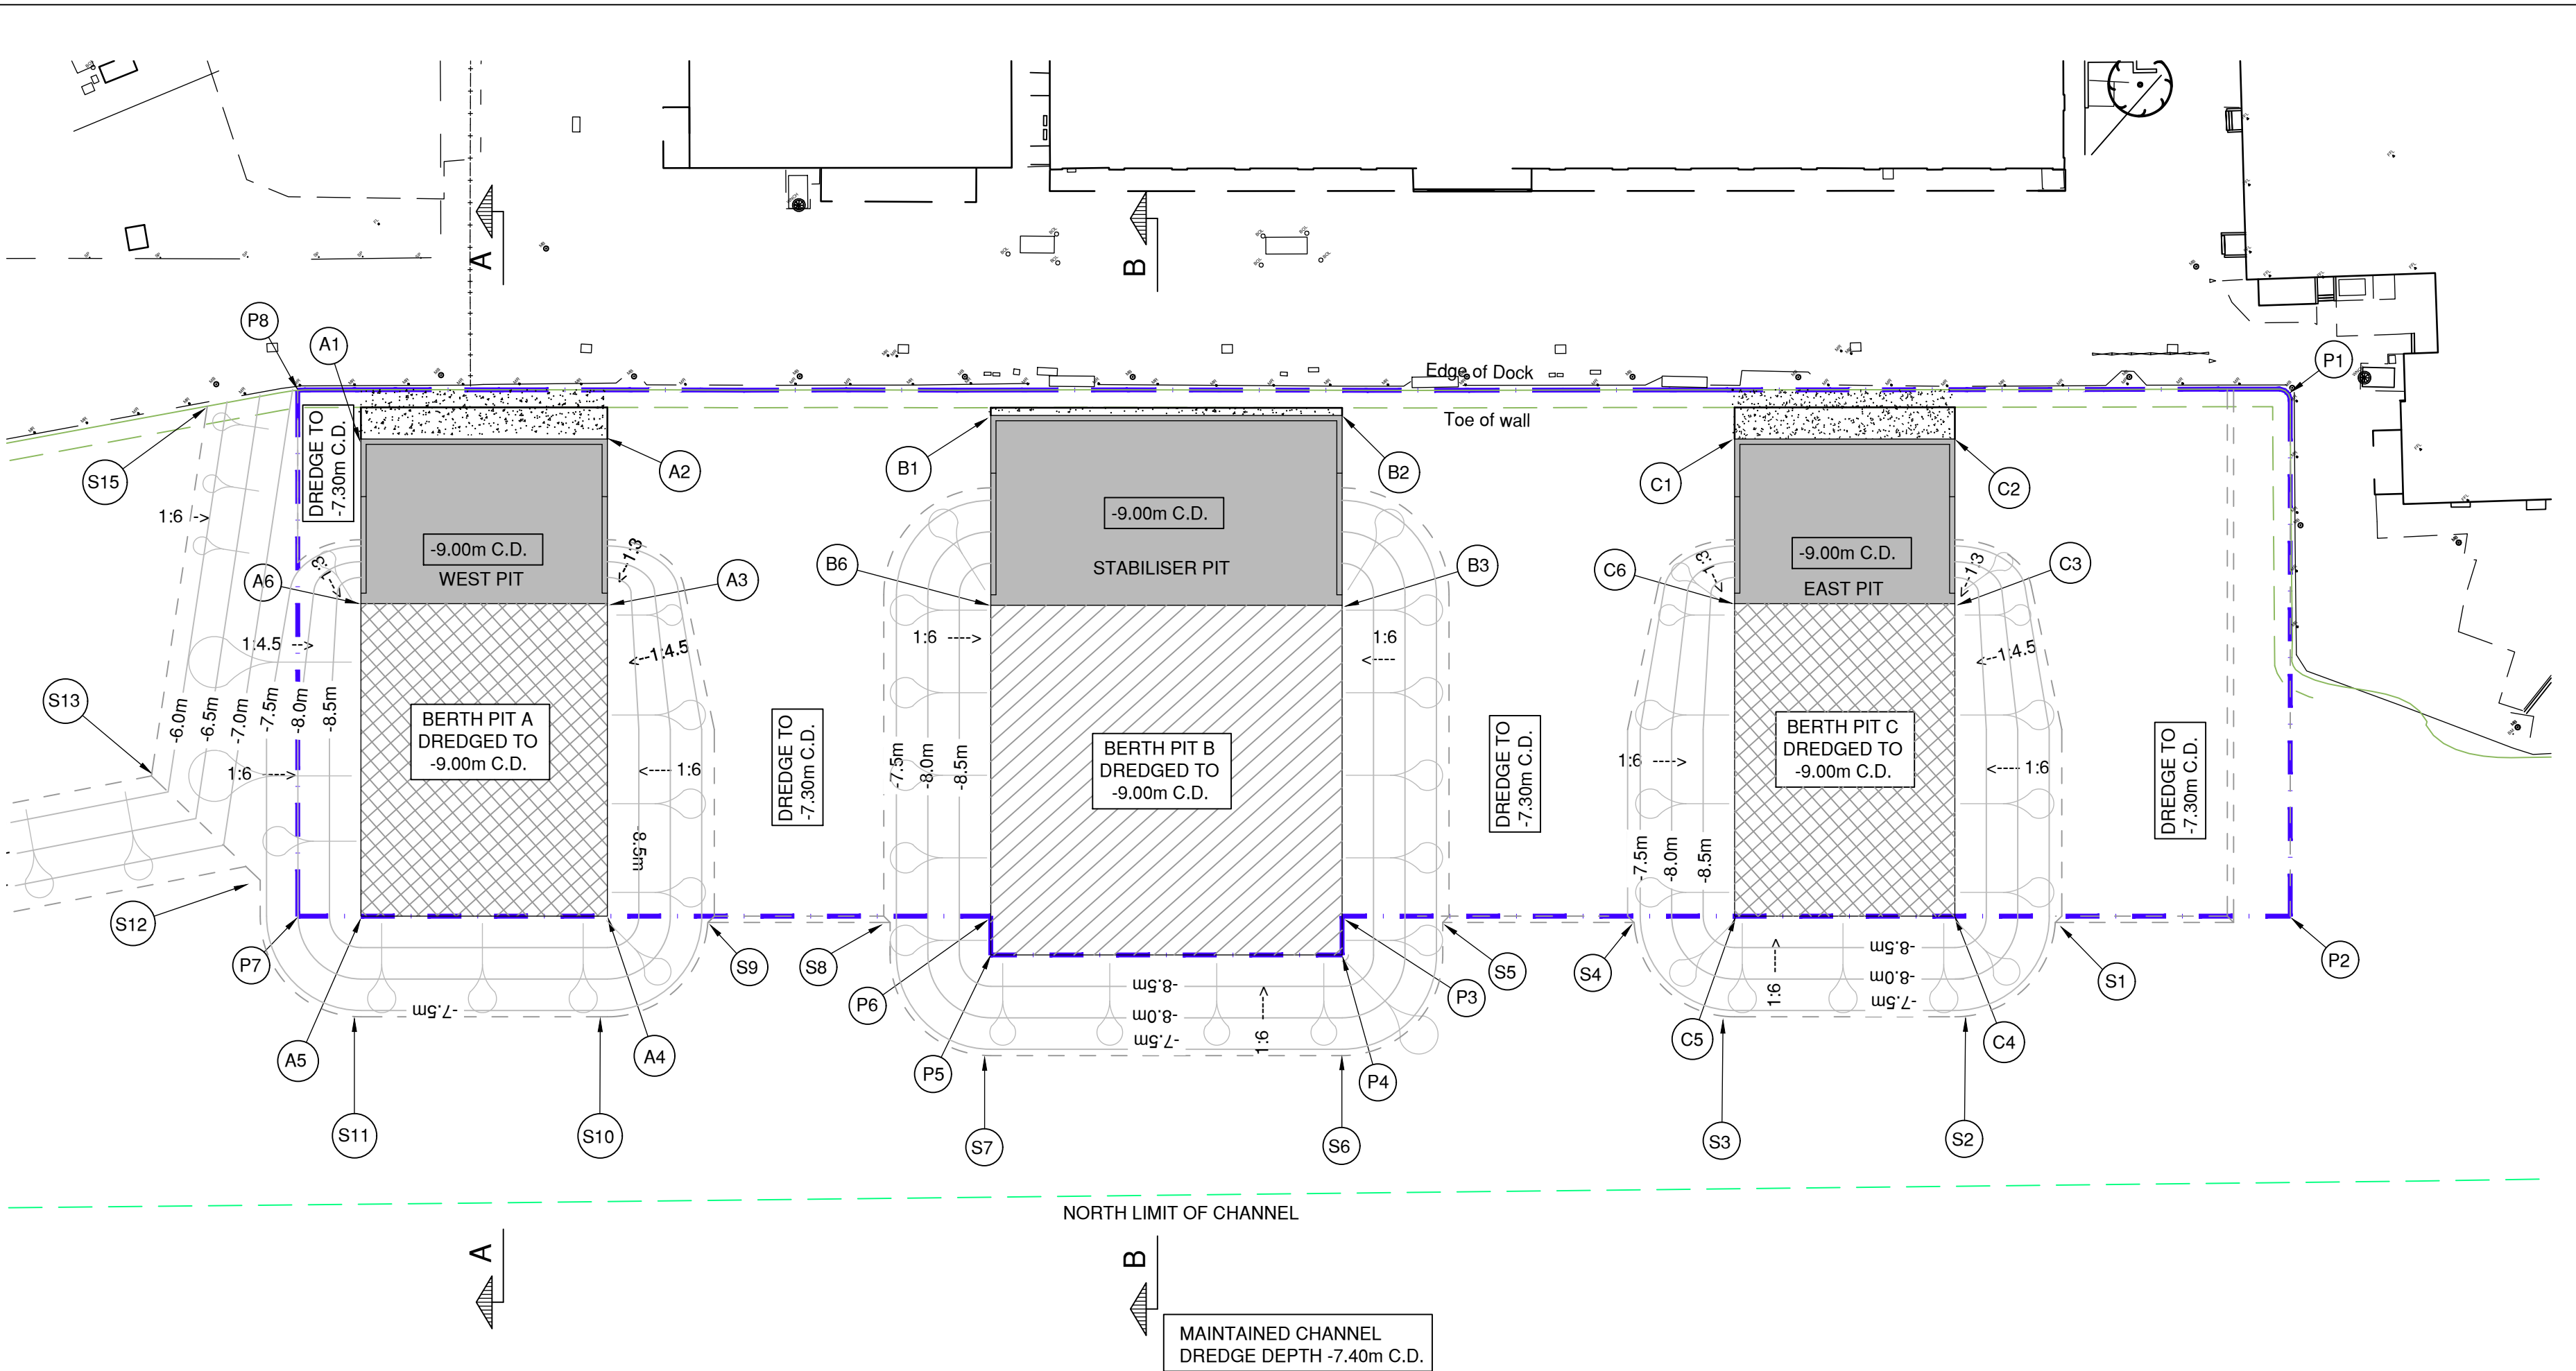 A
B
P8
A1
P1
Edge of Dock
Toe of wall
DREDGE TO
-7.30m C.D.
S15
A2
B1
B2
C1
C2
1:6 ->
-9.00m C.D.
WEST PIT
-9.00m C.D.
STABILISER PIT
-9.00m C.D.
EAST PIT
1:3
<--1:3
1:3
<--1:3
A6
A3
B6
B3
C6
C3
1:4.5 -->
<---1:4.5
1:6 ---->
1:6
<----
<---1:4.5
S13
-6.0m
-6.5m
-7.0m
-7.5m
-8.0m
-8.5m
1:6 ---->
BERTH PIT A
DREDGED TO
-9.00m C.D.
<---- 1:6
-8.5m
DREDGE TO
-7.30m C.D.
-7.5m
-8.0m
-8.5m
BERTH PIT B
DREDGED TO
-9.00m C.D.
DREDGE TO
-7.30m C.D.
1:6 ---->
-7.5m
-8.0m
-8.5m
BERTH PIT C
DREDGED TO
-9.00m C.D.
<---- 1:6
DREDGE TO
-7.30m C.D.
S12
P7
S9
S8
P6
S5
P3
S4
S1
P2
-7.5m
-8.5m
-8.0m
-7.5m
1:6 ---->
1:6 ---->
-8.5m
-8.0m
-7.5m
A5
A4
P5
P4
C5
C4
S11
S10
S7
S6
S3
S2
NORTH LIMIT OF CHANNEL
A
B
MAINTAINED CHANNEL
DREDGE DEPTH -7.40m C.D.